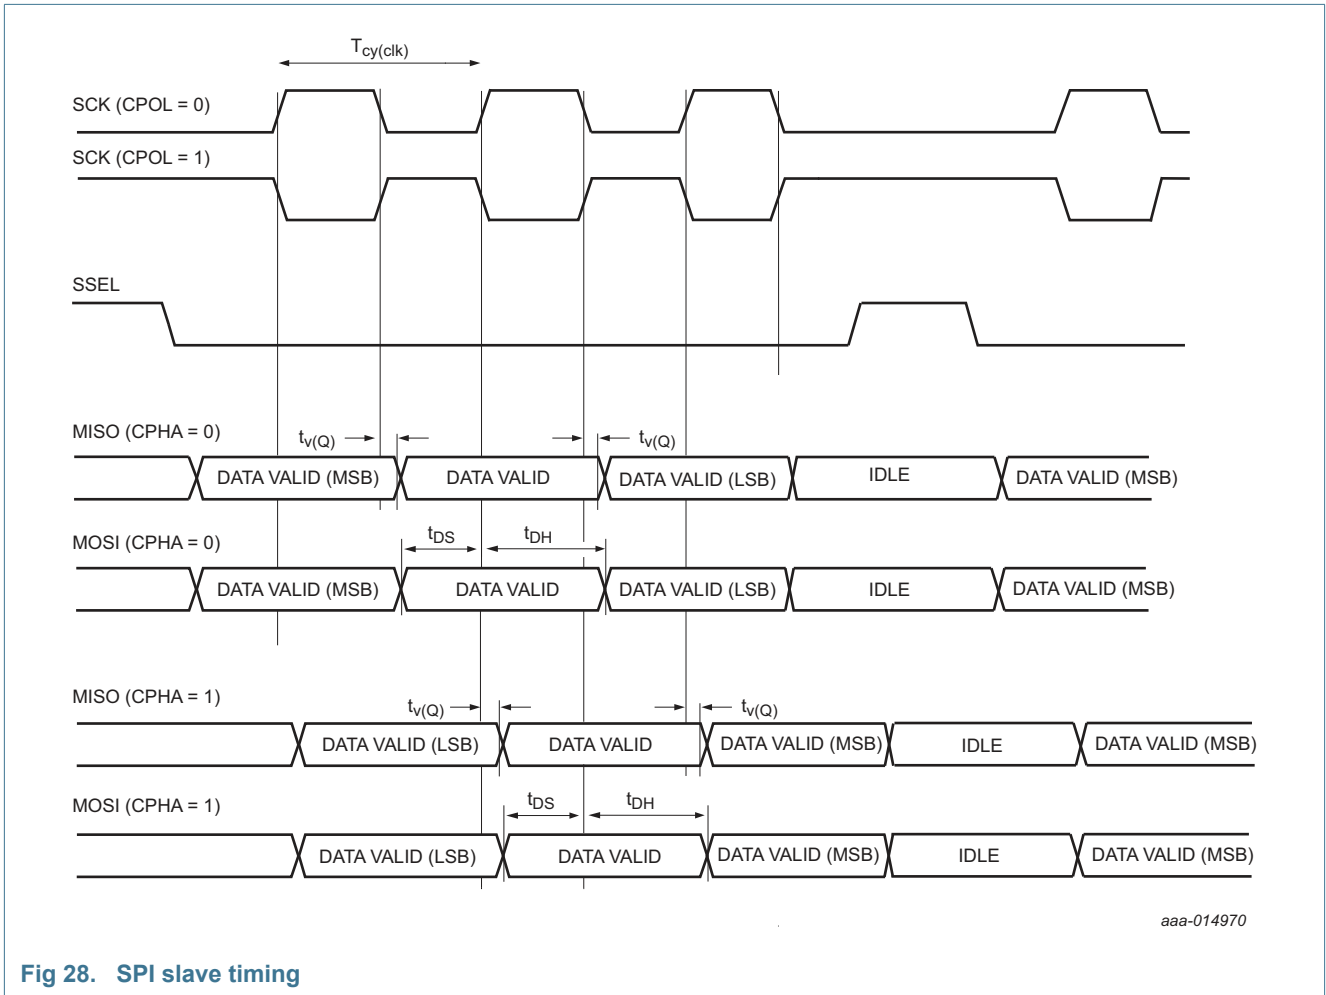 Tcy(clk)
SCK (CPOL = 0)
SCK (CPOL = 1)
SSEL
MISO (CPHA = 0)
tv(Q) tv(Q)
DATA VALID (MSB) DATA VALID DATA VALID (LSB) IDLE DATA VALID (MSB)
tDS tDH
MOSI (CPHA = 0)
DATA VALID (MSB) DATA VALID DATA VALID (LSB) IDLE DATA VALID (MSB)
MISO (CPHA = 1)
tv(Q) tv(Q)
DATA VALID (LSB) DATA VALID DATA VALID (MSB) IDLE DATA VALID (MSB)
MOSI (CPHA = 1)
tDS tDH
DATA VALID (LSB) DATA VALID DATA VALID (MSB) IDLE DATA VALID (MSB)
aaa-014970
Fig 28. SPI slave timing